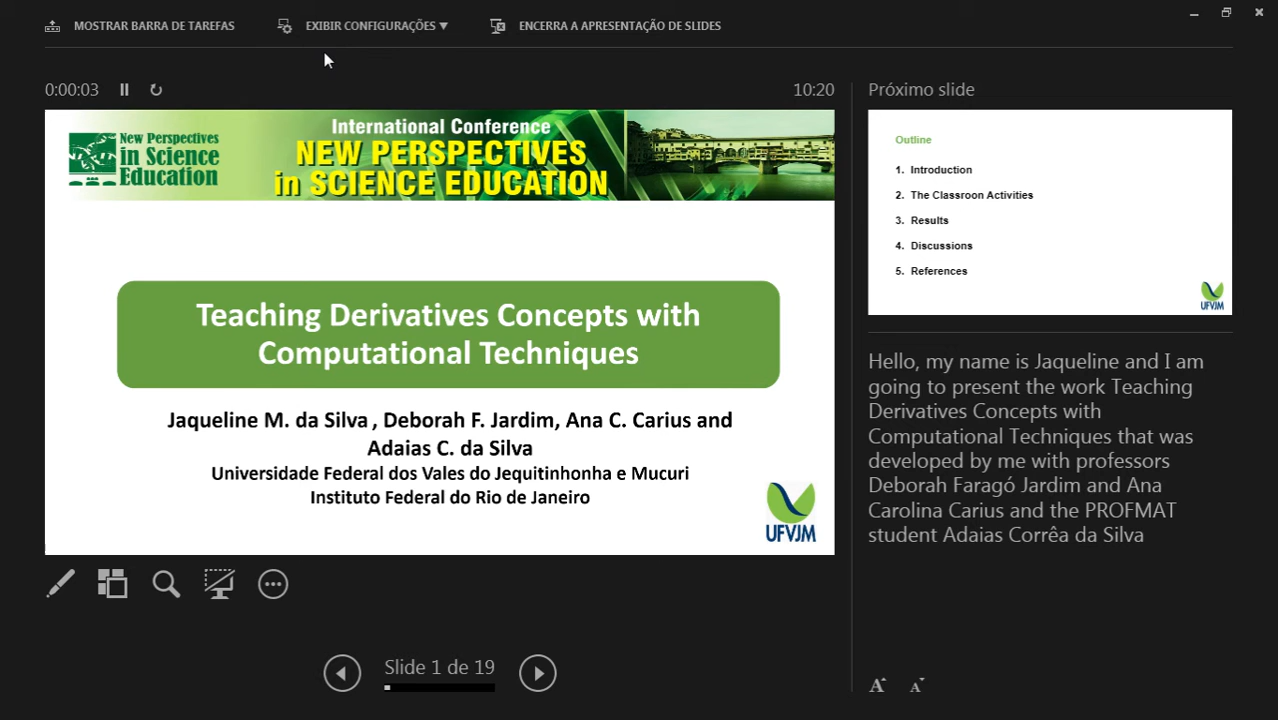 MOSTRAR BARRA DE TAREFAS
EXIBIR CONFIGURAÇÕES ▼
ENCERRA A APRESENTAÇÃO DE SLIDES
0:00:03
10:20
New Perspectives
in Science
Education
International Conference
NEW PERSPECTIVES
in SCIENCE EDUCATION
Teaching Derivatives Concepts with
Computational Techniques
Jaqueline M. da Silva , Deborah F. Jardim, Ana C. Carius and
Adaias C. da Silva
Universidade Federal dos Vales do Jequitinhonha e Mucuri
Instituto Federal do Rio de Janeiro
UFVJM
Slide 1 de 19
Próximo slide
Outline
1. Introduction
2. The Classroon Activities
3. Results
4. Discussions
5. References
UFVJM
Hello, my name is Jaqueline and I am
going to present the work Teaching
Derivatives Concepts with
Computational Techniques that was
developed by me with professors
Deborah Faragó Jardim and Ana
Carolina Carius and the PROFMAT
student Adaias Corrêa da Silva
A A